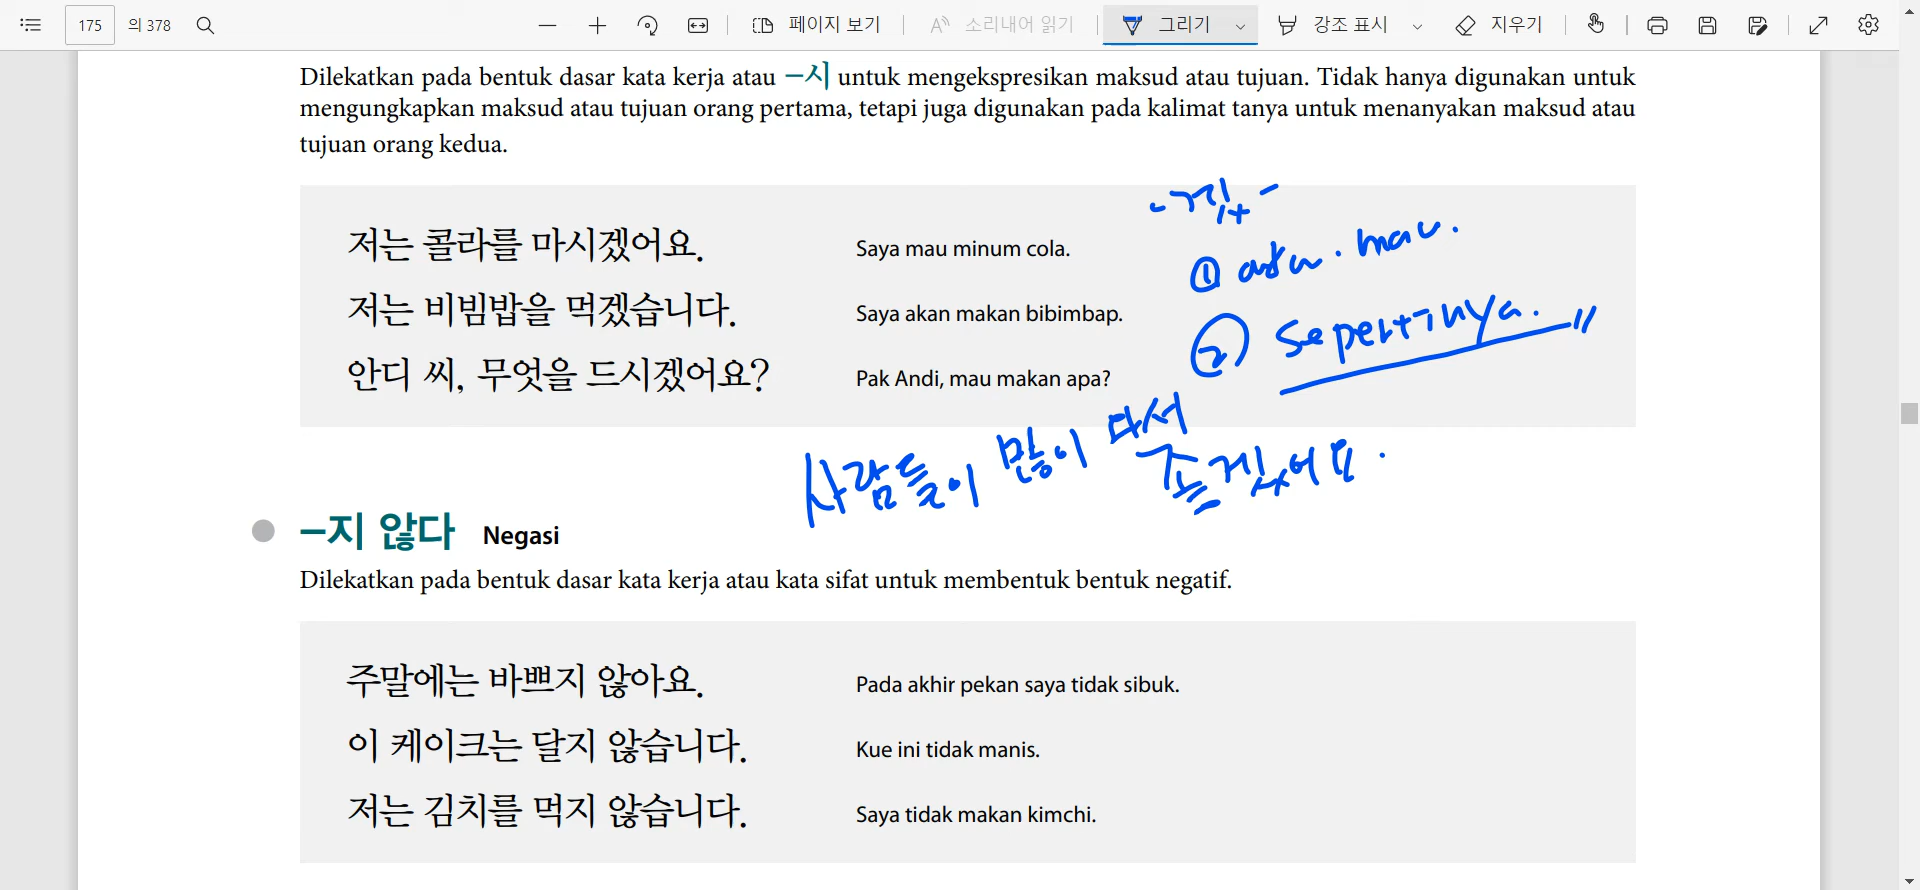 175 의 378 페이지 보기 소리내어 읽기 그리기 강조 표시 지우기
Dilekatkan pada bentuk dasar kata kerja atau –시 untuk mengekspresikan maksud atau tujuan. Tidak hanya digunakan untuk
mengungkapkan maksud atau tujuan orang pertama, tetapi juga digunakan pada kalimat tanya untuk menanyakan maksud atau
tujuan orang kedua.
-겠-
저는 콜라를 마시겠어요. Saya mau minum cola.
① akan. mau.
저는 비빔밥을 먹겠습니다. Saya akan makan bibimbap.
② sepertinya.
안디 씨, 무엇을 드시겠어요? Pak Andi, mau makan apa?
사람들이 많이 마셔 겠어요.
–지 않다 Negasi
Dilekatkan pada bentuk dasar kata kerja atau kata sifat untuk membentuk bentuk negatif.
주말에는 바쁘지 않아요. Pada akhir pekan saya tidak sibuk.
이 케이크는 달지 않습니다. Kue ini tidak manis.
저는 김치를 먹지 않습니다. Saya tidak makan kimchi.